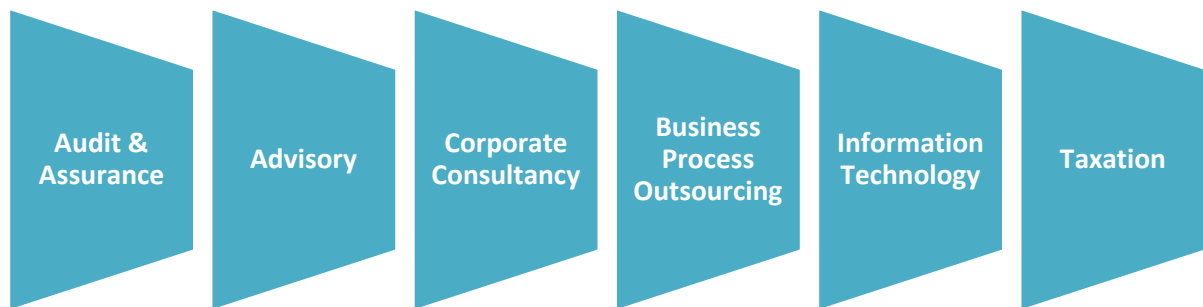 Audit &
Assurance
Advisory
Corporate
Consultancy
Business
Process
Outsourcing
Information
Technology
Taxation